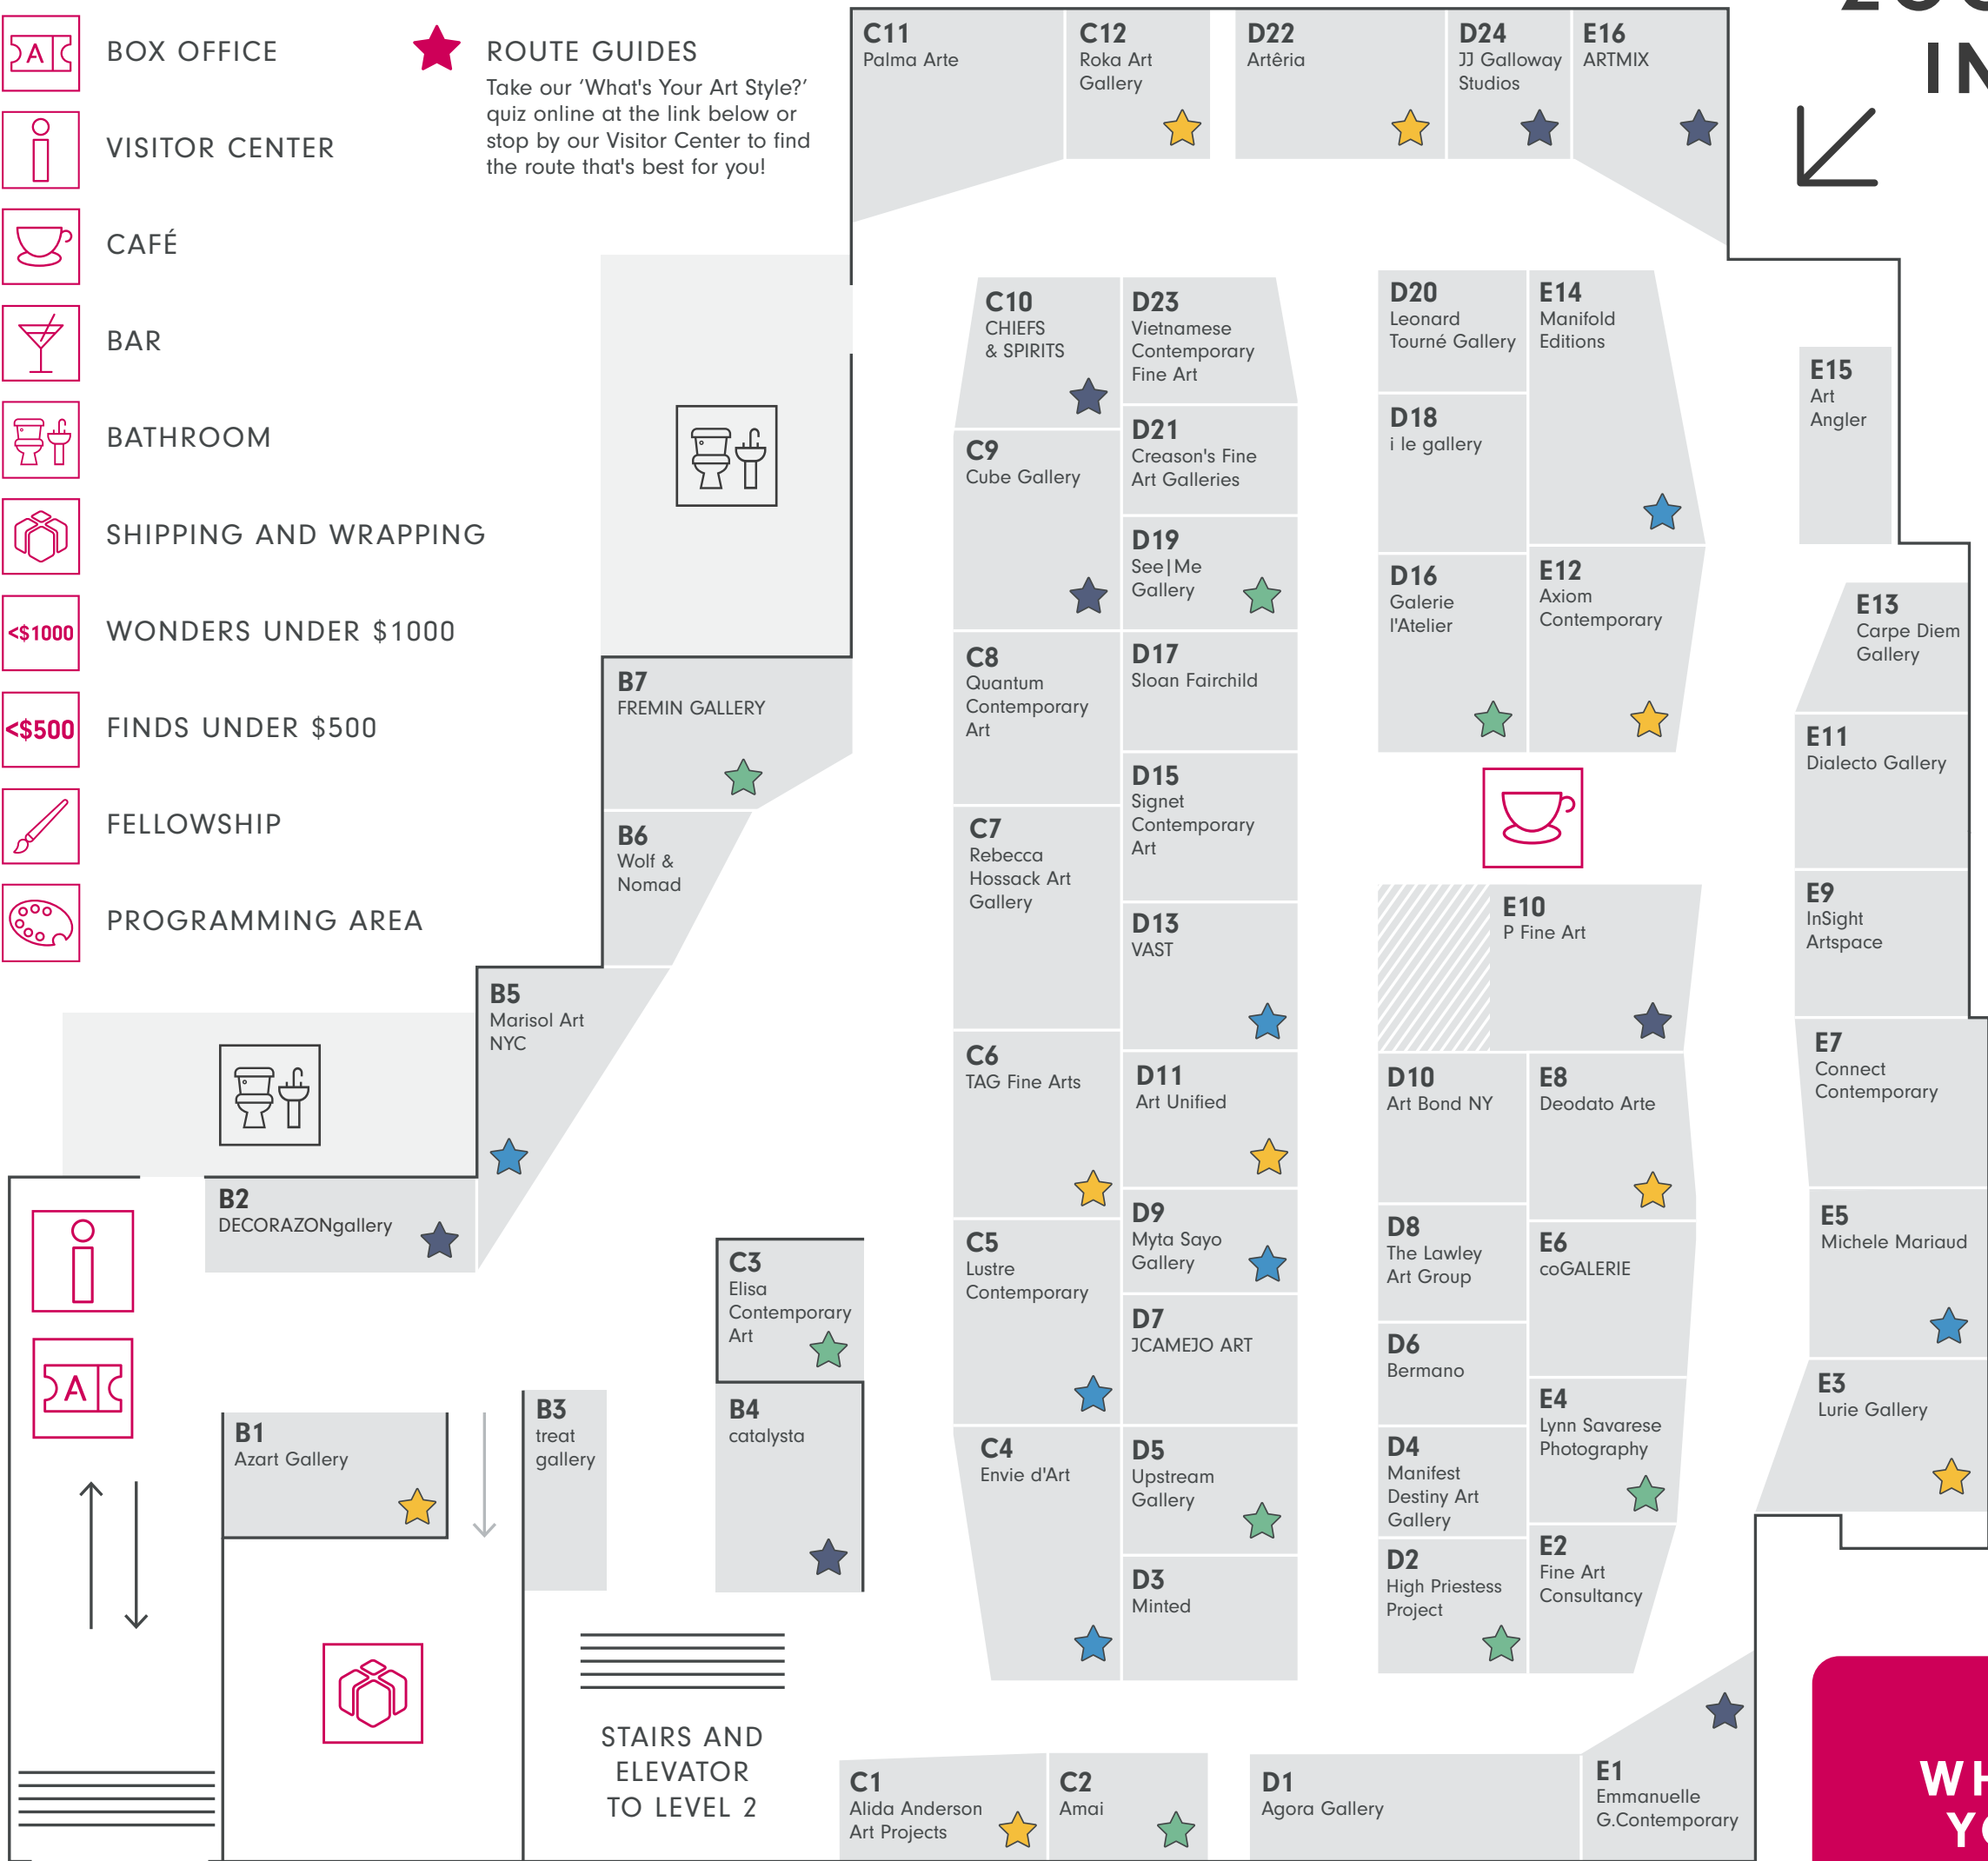 A
BOX OFFICE
VISITOR CENTER
CAFÉ
BAR
BATHROOM
SHIPPING AND WRAPPING
<$1000
WONDERS UNDER $1000
<$500
FINDS UNDER $500
FELLOWSHIP
PROGRAMMING AREA
ROUTE GUIDES
Take our ‘What's Your Art Style?’
quiz online at the link below or
stop by our Visitor Center to find
the route that's best for you!
IN
C11
Palma Arte
C12
Roka Art
Gallery
D22
Artêria
D24
JJ Galloway
Studios
E16
ARTMIX
C10
CHIEFS
& SPIRITS
D23
Vietnamese
Contemporary
Fine Art
D20
Leonard
Tourné Gallery
E14
Manifold
Editions
E15
Art
Angler
C9
Cube Gallery
D21
Creason's Fine
Art Galleries
D18
i le gallery
D19
See|Me
Gallery
D16
Galerie
l'Atelier
E12
Axiom
Contemporary
E13
Carpe Diem
Gallery
B7
FREMIN GALLERY
C8
Quantum
Contemporary
Art
D17
Sloan Fairchild
E11
Dialecto Gallery
D15
Signet
Contemporary
Art
B6
Wolf &
Nomad
C7
Rebecca
Hossack Art
Gallery
D13
VAST
E10
P Fine Art
E9
InSight
Artspace
B5
Marisol Art
NYC
C6
TAG Fine Arts
D11
Art Unified
D10
Art Bond NY
E8
Deodato Arte
E7
Connect
Contemporary
B2
DECORAZONgallery
C5
Lustre
Contemporary
D9
Myta Sayo
Gallery
D8
The Lawley
Art Group
E6
coGALERIE
E5
Michele Mariaud
C3
Elisa
Contemporary
Art
D7
JCAMEJO ART
D6
Bermano
A
B1
Azart Gallery
B3
treat
gallery
B4
catalysta
C4
Envie d'Art
D5
Upstream
Gallery
D4
Manifest
Destiny Art
Gallery
E4
Lynn Savarese
Photography
E3
Lurie Gallery
D3
Minted
D2
High Priestess
Project
E2
Fine Art
Consultancy
STAIRS AND
ELEVATOR
TO LEVEL 2
C1
Alida Anderson
Art Projects
C2
Amai
D1
Agora Gallery
E1
Emmanuelle
G.Contemporary